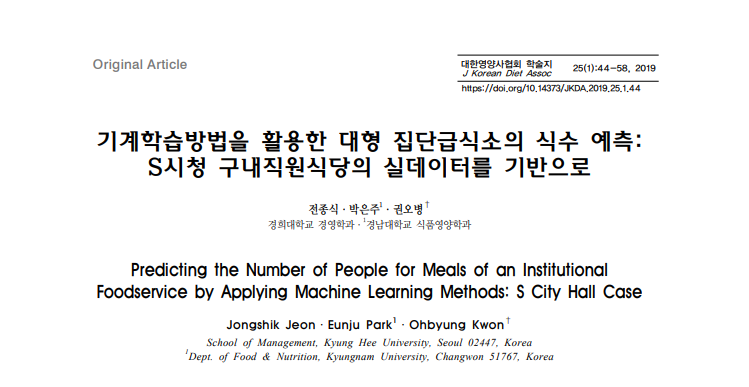 Original Article
대한영양사협회 학술지
J Korean Diet Assoc
25(1):44-58, 2019
https://doi.org/10.14373/JKDA.2019.25.1.44
기계학습방법을 활용한 대형 집단급식소의 식수 예측:
S시청 구내직원식당의 실데이터를 기반으로
전종식·박은주¹·권오병†
경희대학교 경영학과·¹경남대학교 식품영양학과
Predicting the Number of People for Meals of an Institutional
Foodservice by Applying Machine Learning Methods: S City Hall Case
Jongshik Jeon·Eunju Park¹·Ohbyung Kwon†
School of Management, Kyung Hee University, Seoul 02447, Korea
¹Dept. of Food & Nutrition, Kyungnam University, Changwon 51767, Korea